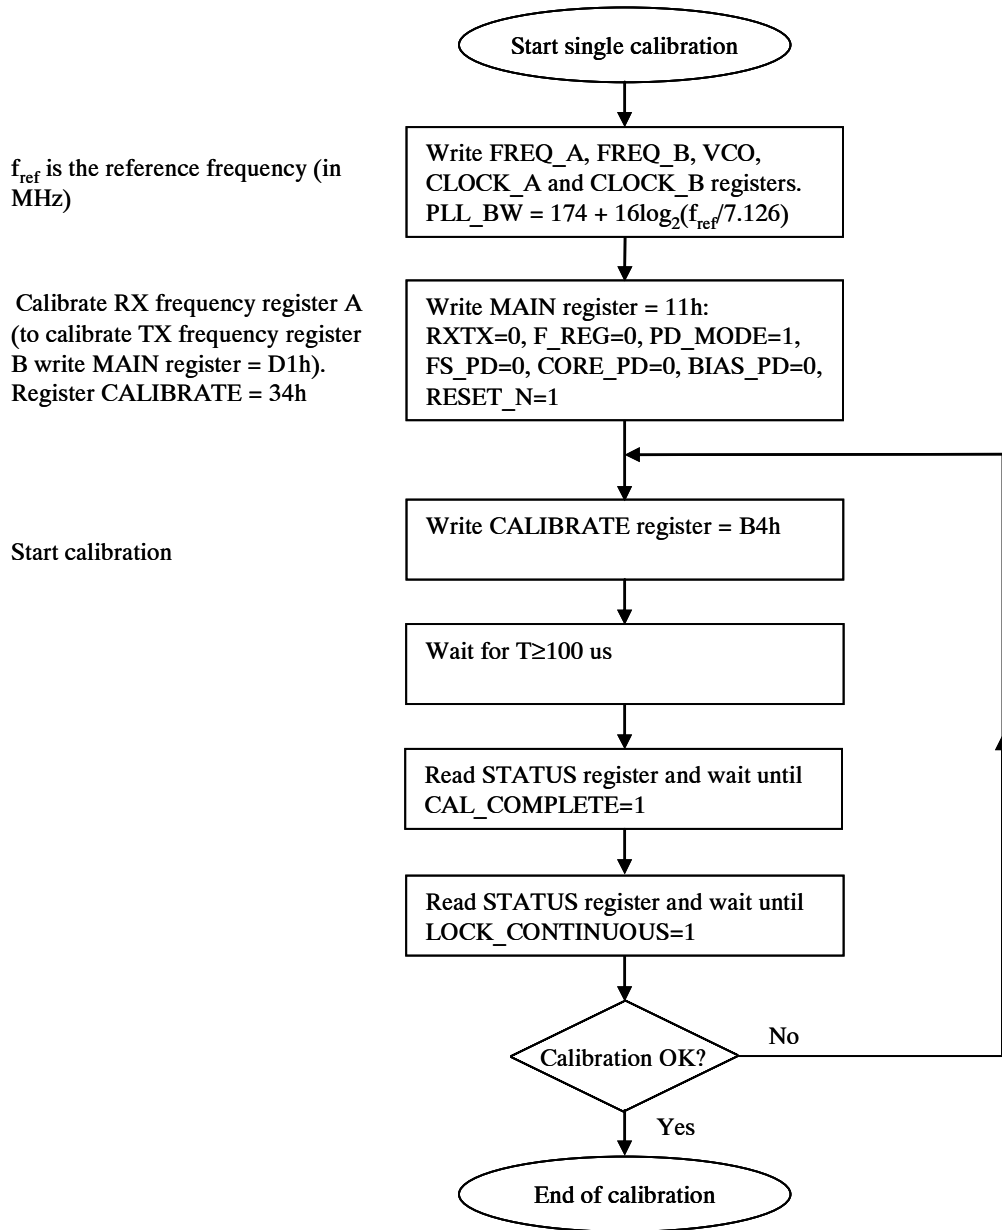 Start single calibration
f_ref is the reference frequency (in
MHz)
Write FREQ_A, FREQ_B, VCO,
CLOCK_A and CLOCK_B registers.
PLL_BW = 174 + 16log₂(f_ref/7.126)
Calibrate RX frequency register A
(to calibrate TX frequency register
B write MAIN register = D1h).
Register CALIBRATE = 34h
Write MAIN register = 11h:
RXTX=0, F_REG=0, PD_MODE=1,
FS_PD=0, CORE_PD=0, BIAS_PD=0,
RESET_N=1
Start calibration
Write CALIBRATE register = B4h
Wait for T≥100 us
Read STATUS register and wait until
CAL_COMPLETE=1
Read STATUS register and wait until
LOCK_CONTINUOUS=1
Calibration OK?
No
Yes
End of calibration